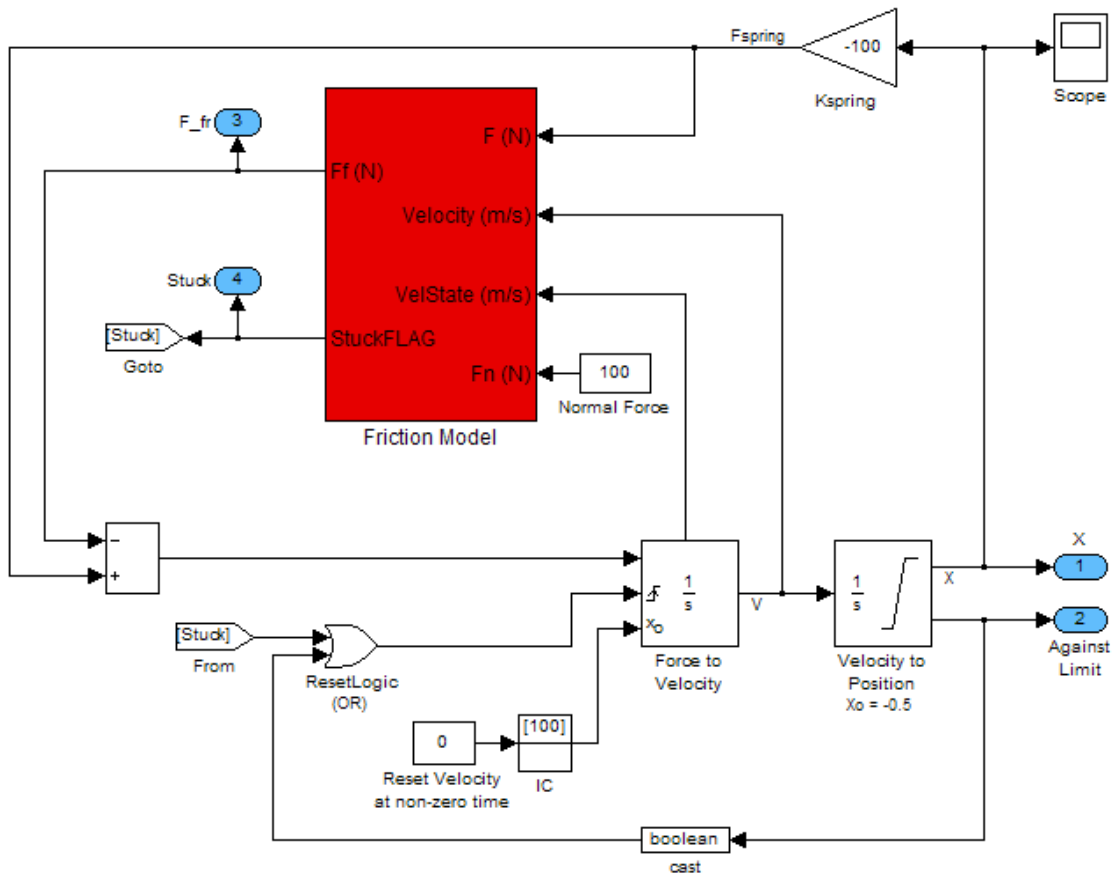 Fspring
-100
Kspring
Scope
F_fr
3
F (N)
Ff (N)
Velocity (m/s)
Stuck
4
VelState (m/s)
[Stuck]
Goto
StuckFLAG
Fn (N)
100
Normal Force
Friction Model
−
+
1
s
xo
V
Force to
Velocity
1
s
X
Velocity to
Position
Xo = -0.5
X
1
2
Against
Limit
[Stuck]
From
ResetLogic
(OR)
0
Reset Velocity
at non-zero time
[100]
IC
boolean
cast